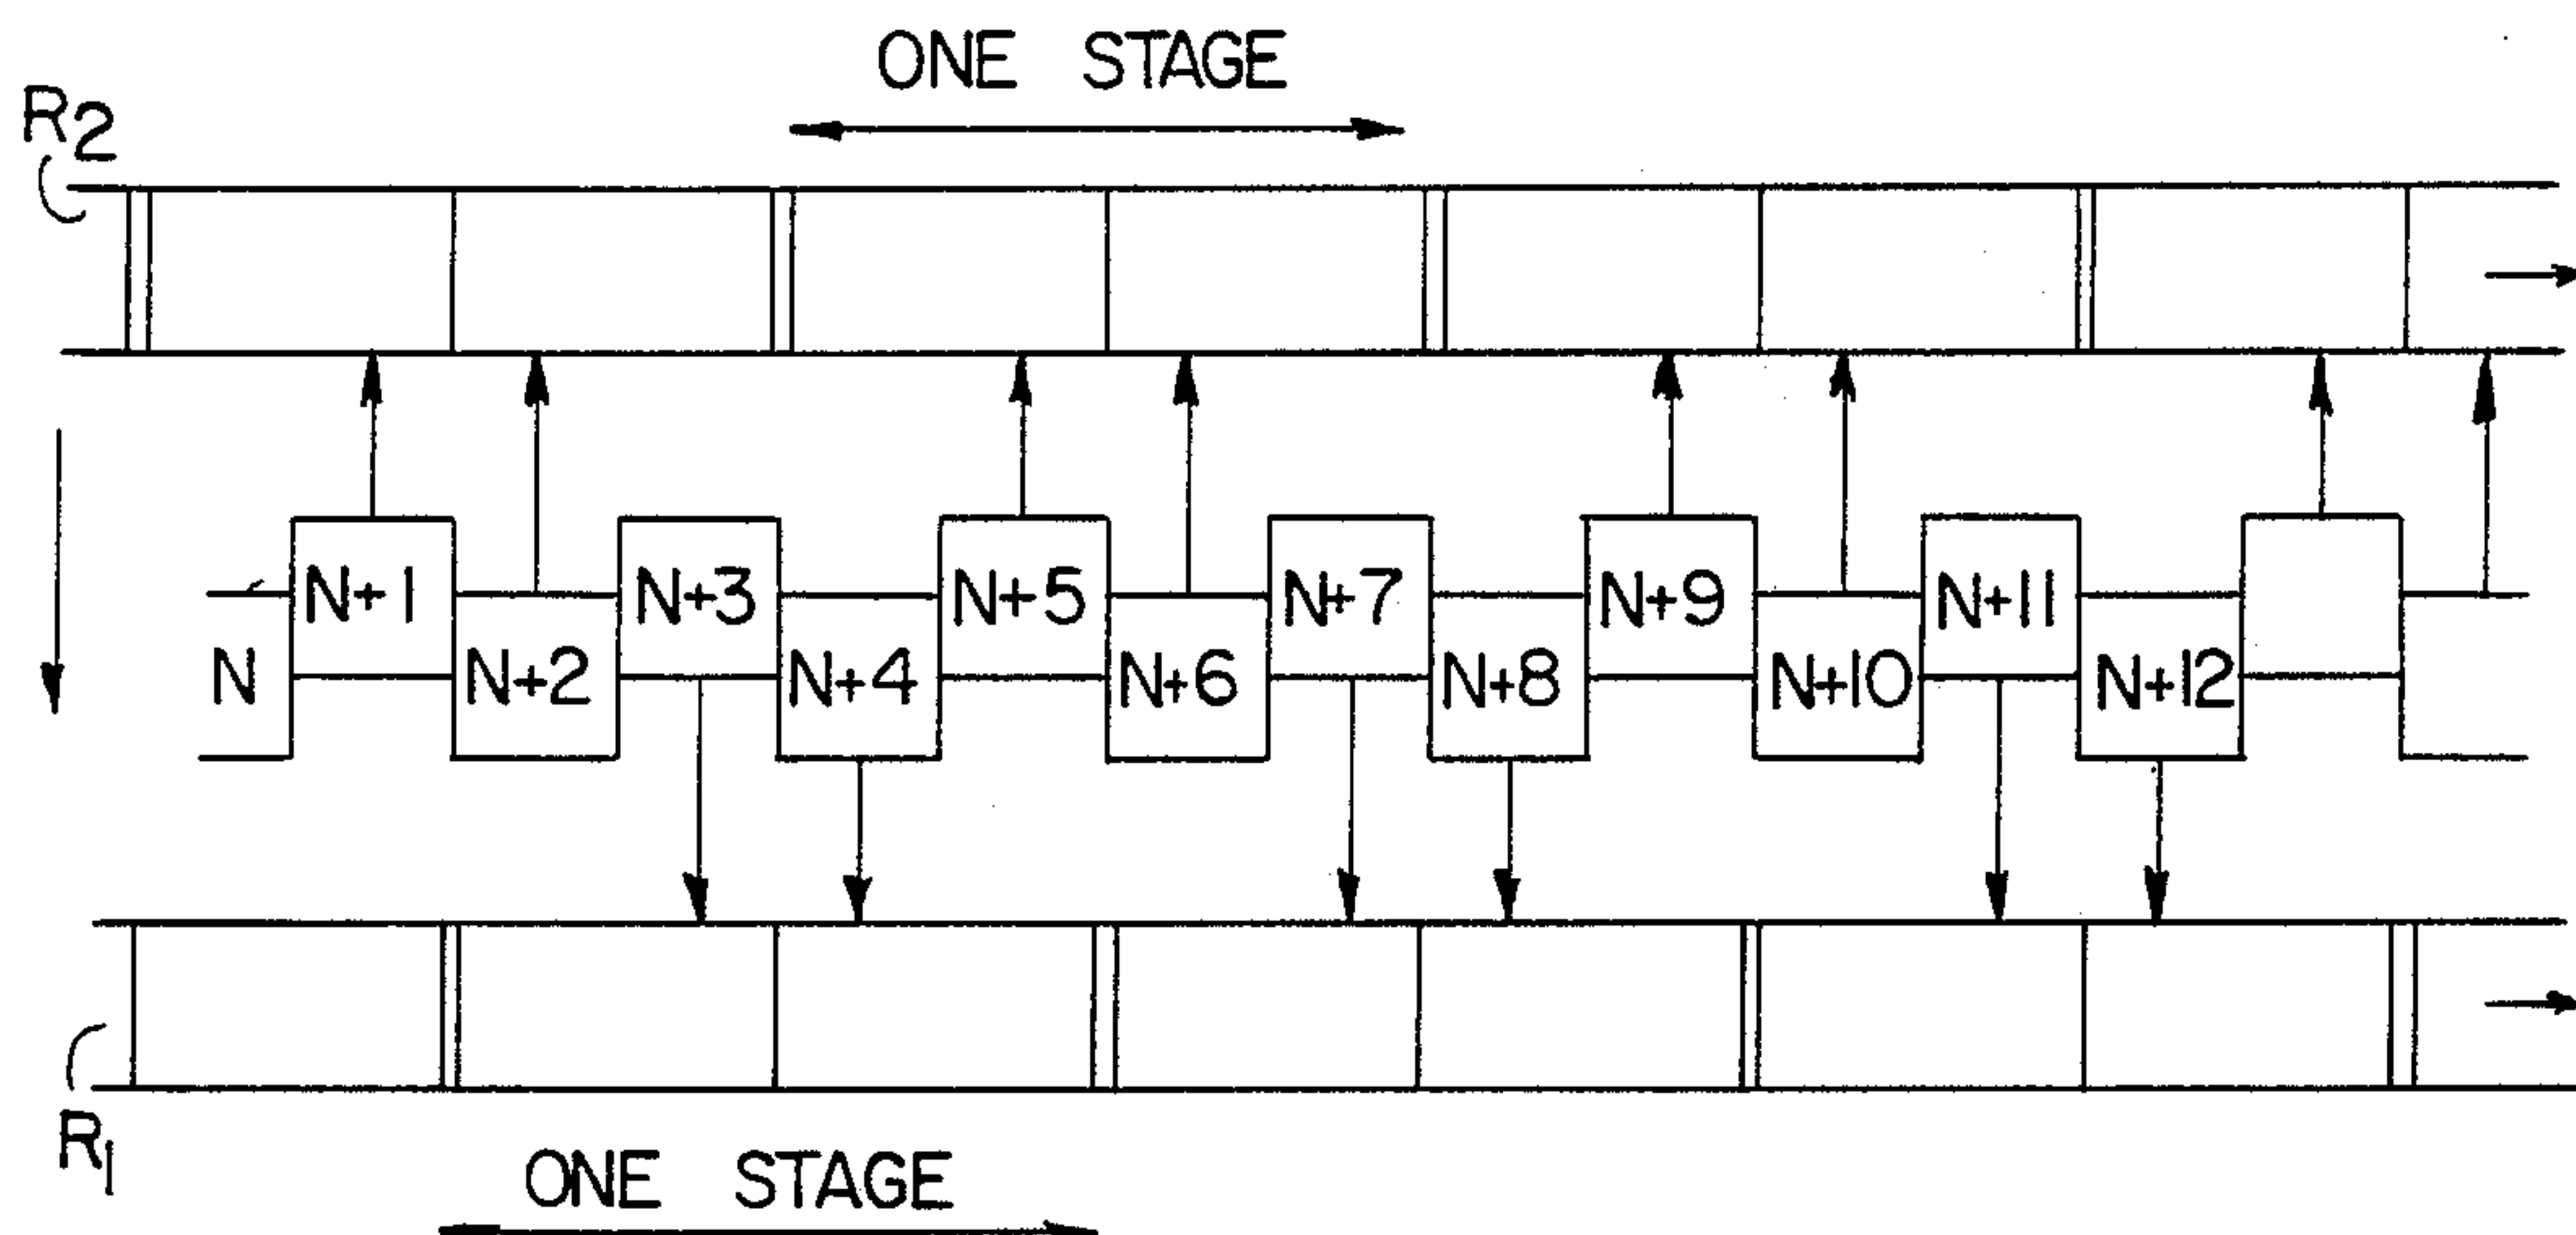 ONE STAGE
R2
N+1 N+3 N+5 N+7 N+9 N+11
N N+2 N+4 N+6 N+8 N+10 N+12
R1
ONE STAGE